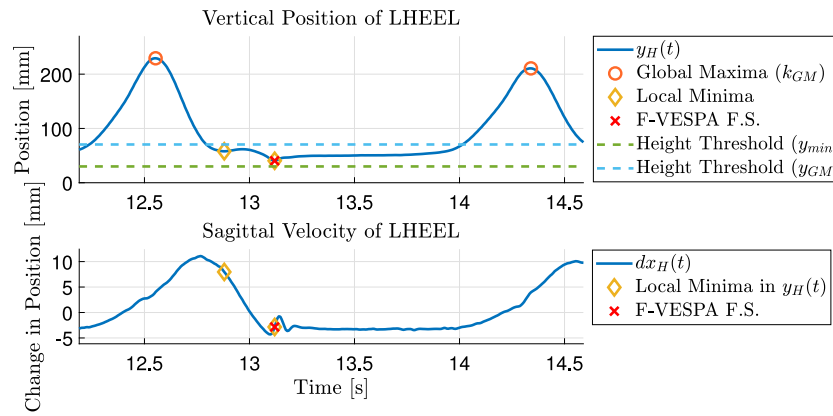 Vertical Position of LHEEL
Position [mm]
200
100
0
12.5 13 13.5 14 14.5
y_H(t)
Global Maxima (k_GM)
Local Minima
F-VESPA F.S.
Height Threshold (y_min
Height Threshold (y_GM
Sagittal Velocity of LHEEL
Change in Position [mm]
10
5
0
-5
12.5 13 13.5 14 14.5
Time [s]
dx_H(t)
Local Minima in y_H(t)
F-VESPA F.S.